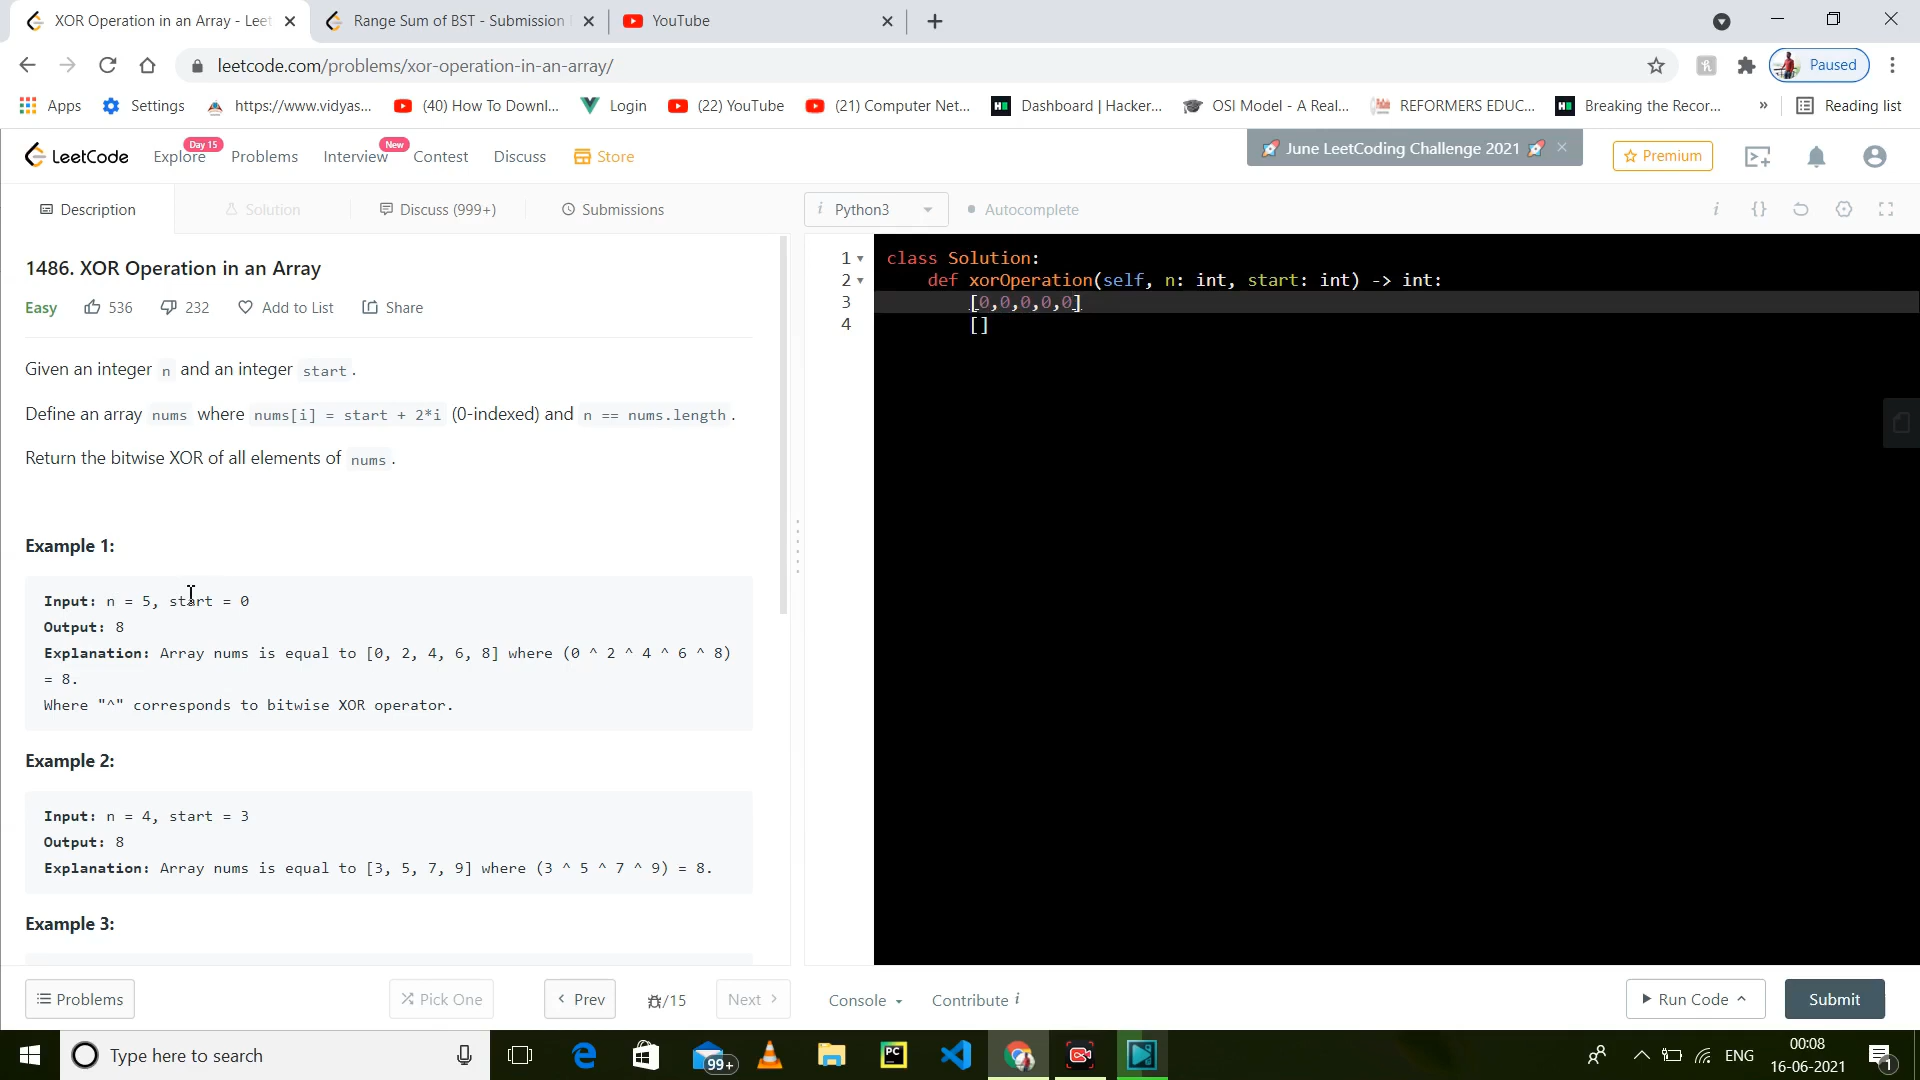 XOR Operation in an Array - Leet
Range Sum of BST - Submission
YouTube
leetcode.com/problems/xor-operation-in-an-array/
Paused
Apps
Settings
https://www.vidyas...
(40) How To Downl...
Login
(22) YouTube
(21) Computer Net...
Dashboard | Hacker...
OSI Model - A Real...
REFORMERS EDUC...
Breaking the Recor...
»
Reading list
LeetCode
Explore
Day 15
Problems
Interview
New
Contest
Discuss
Store
June LeetCoding Challenge 2021
Premium
Description
Solution
Discuss (999+)
Submissions
i Python3
Autocomplete
i {}
1486. XOR Operation in an Array
Easy
536
232
Add to List
Share
Given an integer n and an integer start.
Define an array nums where nums[i] = start + 2*i (0-indexed) and n == nums.length.
Return the bitwise XOR of all elements of nums.
Example 1:
Input: n = 5, start = 0
Output: 8
Explanation: Array nums is equal to [0, 2, 4, 6, 8] where (0 ^ 2 ^ 4 ^ 6 ^ 8)
= 8.
Where "^" corresponds to bitwise XOR operator.
Example 2:
Input: n = 4, start = 3
Output: 8
Explanation: Array nums is equal to [3, 5, 7, 9] where (3 ^ 5 ^ 7 ^ 9) = 8.
Example 3:
1 class Solution:
2 def xorOperation(self, n: int, start: int) -> int:
3 [0,0,0,0,0]
4 []
Problems
Pick One
Prev
/15
Next
Console
Contribute i
Run Code
Submit
Type here to search
99+
PC
ENG
00:08
16-06-2021
1